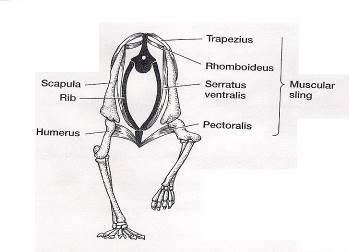 Trapezius
Rhomboideus
Scapula
Rib
Serratus
ventralis
Muscular
sling
Humerus
Pectoralis